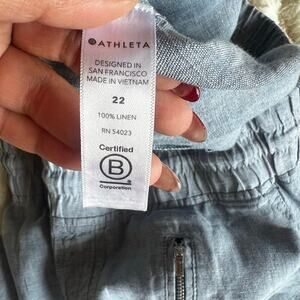 ATHLETA
DESIGNED IN
SAN FRANCISCO
MADE IN VIETNAM
22
100% LINEN
RN 54023
Certified
B
Corporation